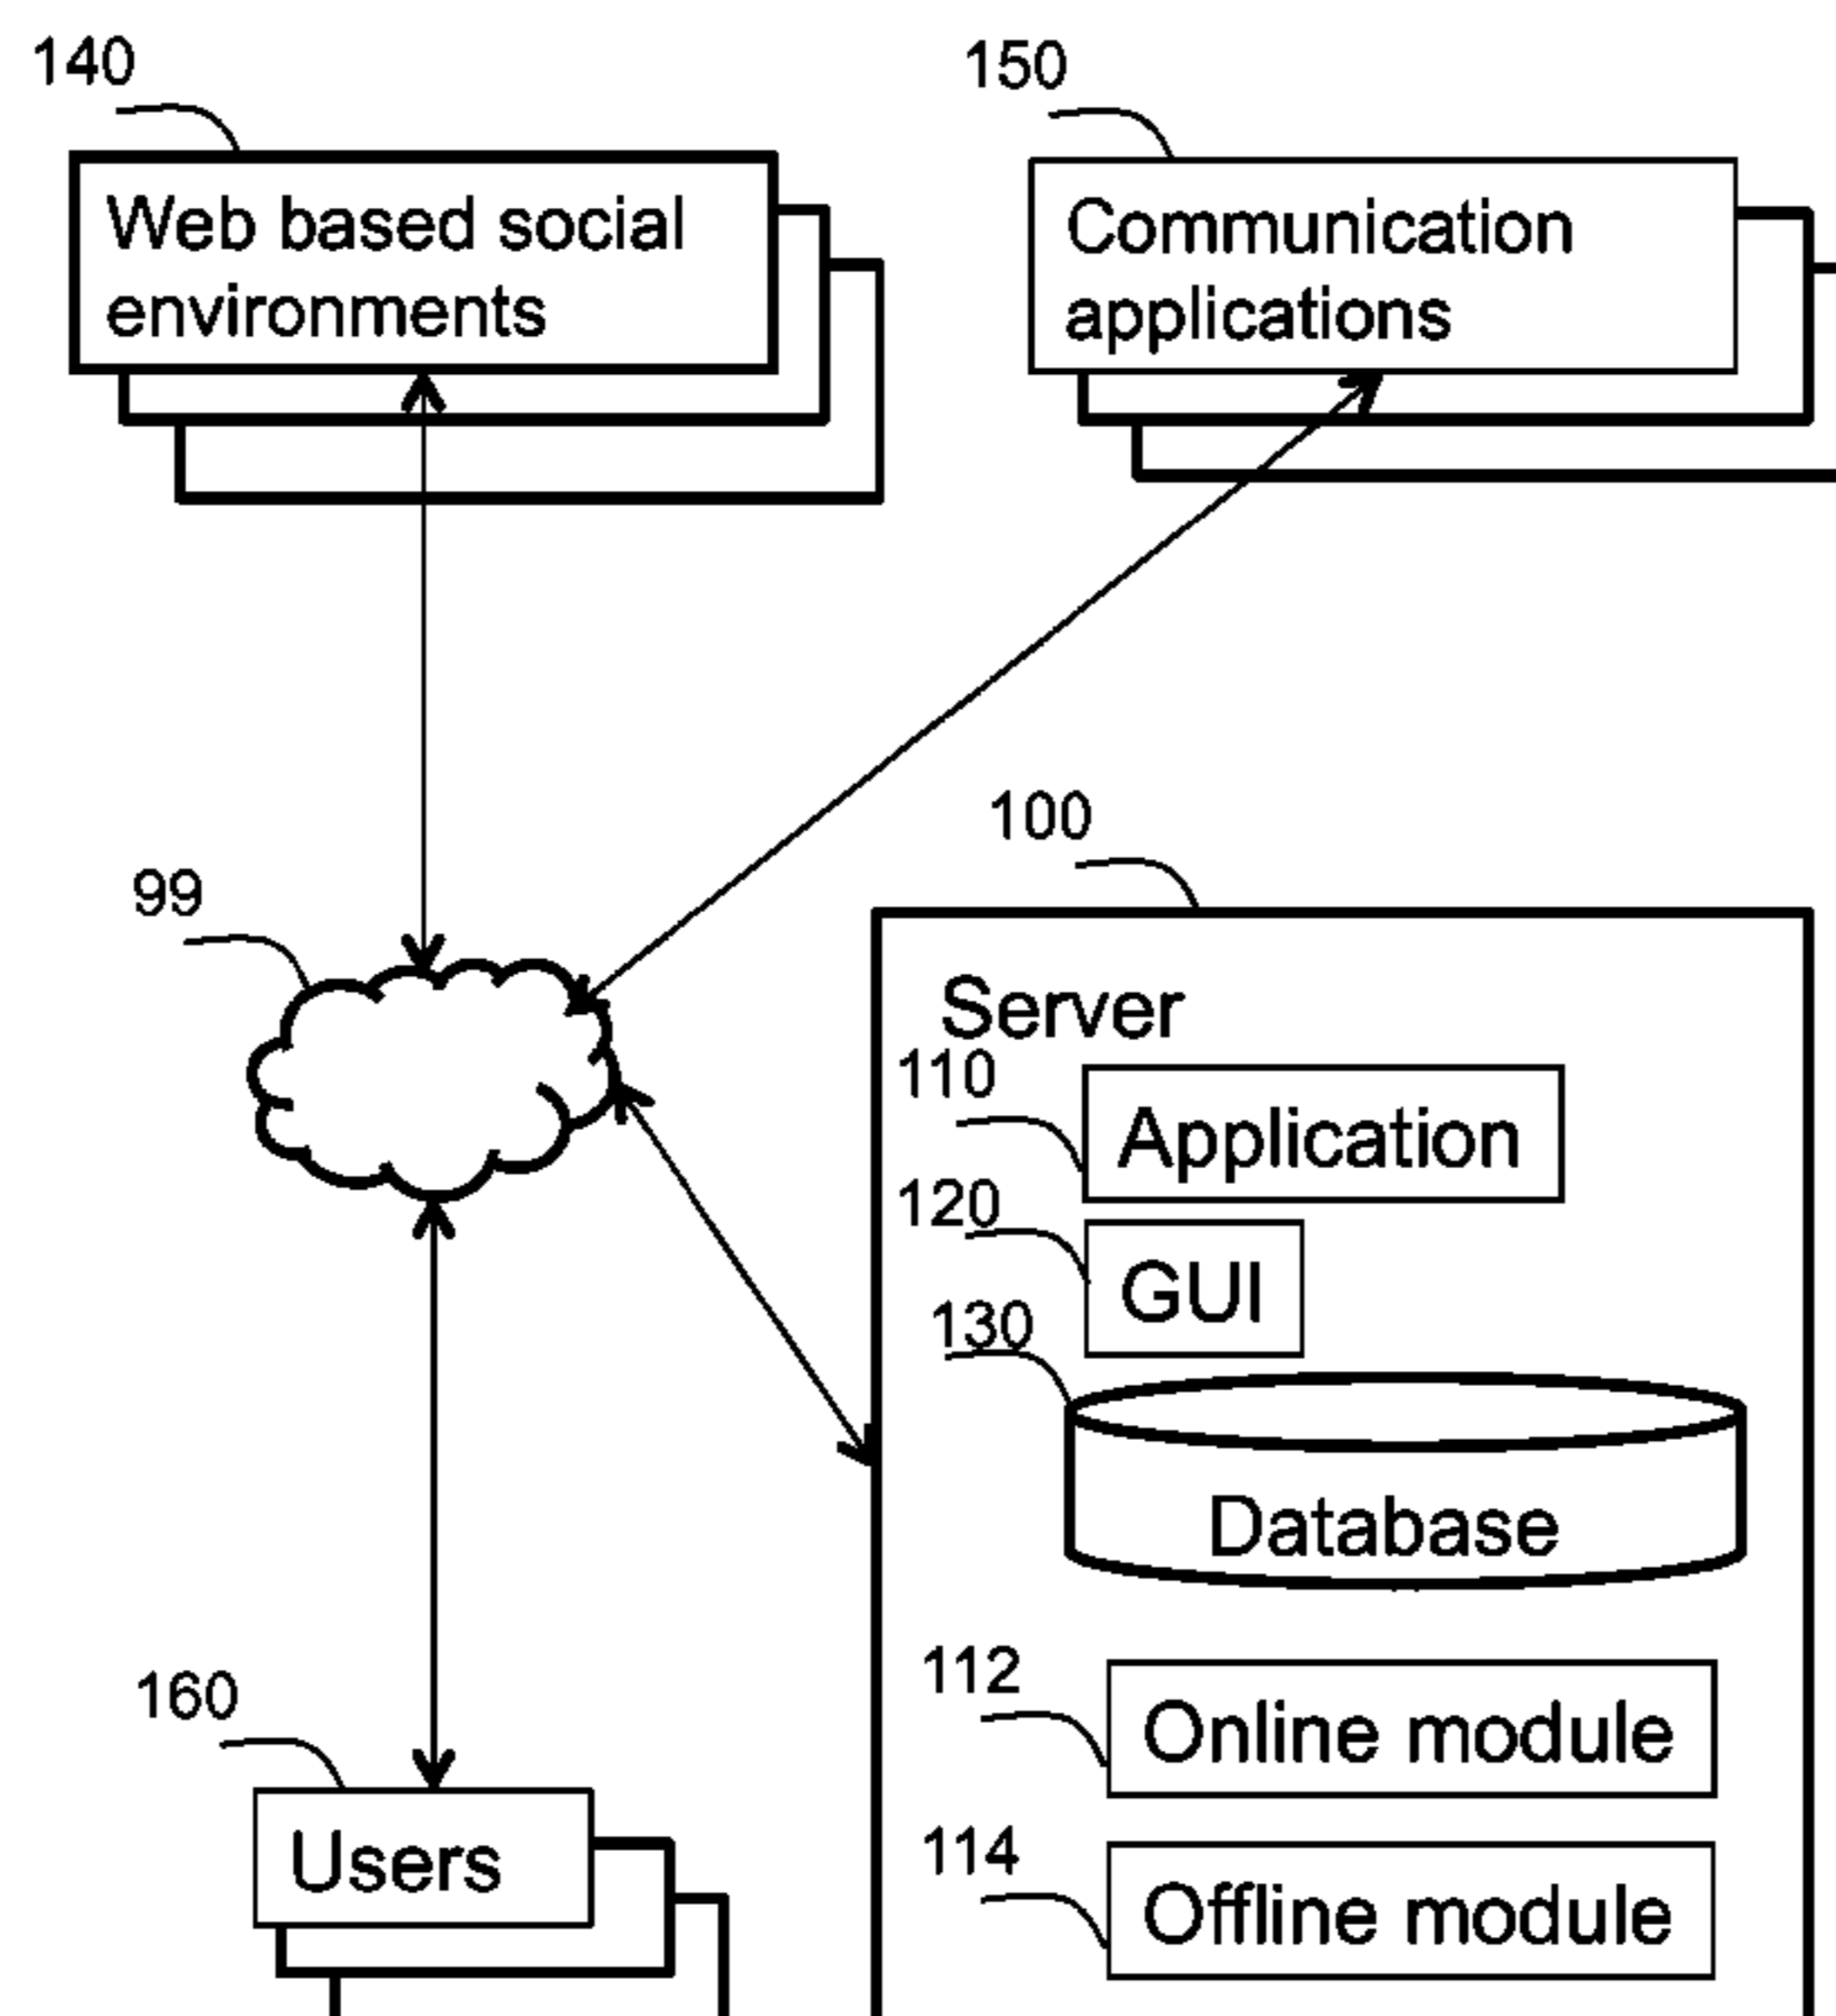 140
150
Web based social
environments
Communication
applications
100
99
Server
110
Application
120
GUI
130
Database
112
Online module
160
114
Users
Offline module